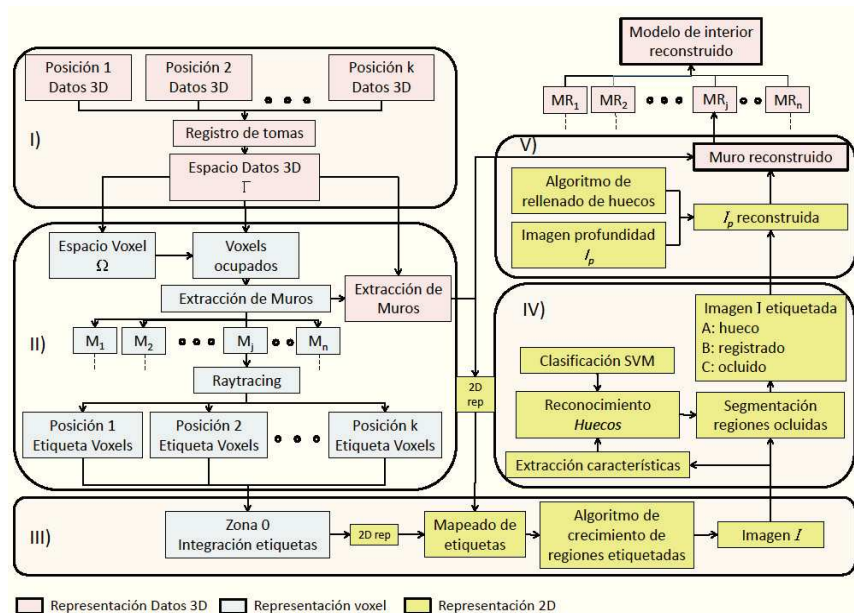 I)
Posición 1
Datos 3D
Posición 2
Datos 3D
Posición k
Datos 3D
Registro de tomas
Espacio Datos 3D
Γ
II)
Espacio Voxel
Ω
Voxels
ocupados
Extracción de Muros
Extracción de
Muros
M1
M2
Mj
Mn
Raytracing
Posición 1
Etiqueta Voxels
Posición 2
Etiqueta Voxels
Posición k
Etiqueta Voxels
2D
rep
III)
Zona 0
Integración etiquetas
2D rep
Mapeado de
etiquetas
Algoritmo de
crecimiento de
regiones etiquetadas
Imagen I
IV)
Imagen I etiquetada
A: hueco
B: registrado
C: ocluido
Clasificación SVM
Reconocimiento
Huecos
Segmentación
regiones ocluidas
Extracción características
V)
Muro reconstruido
Algoritmo de
rellenado de huecos
Imagen profundidad
Ip
Ip reconstruida
MR1
MR2
MRj
MRn
Modelo de interior
reconstruido
Representación Datos 3D
Representación voxel
Representación 2D